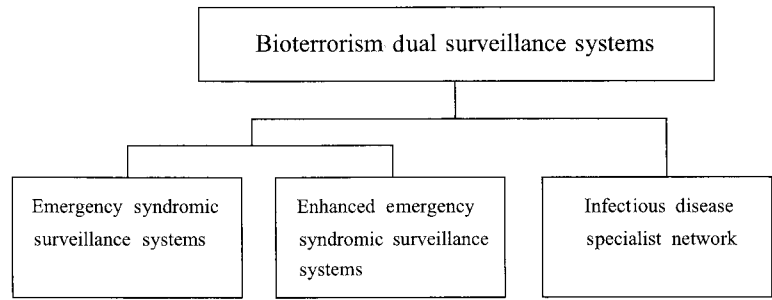 Bioterrorism dual surveillance systems
Emergency syndromic
surveillance systems
Enhanced emergency
syndromic surveillance
systems
Infectious disease
specialist network